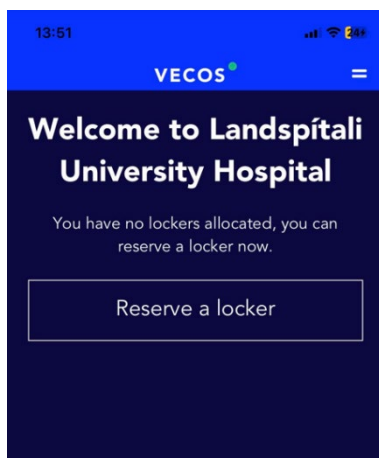 13:51
24
VECOS
Welcome to Landspítali
University Hospital
You have no lockers allocated, you can
reserve a locker now.
Reserve a locker